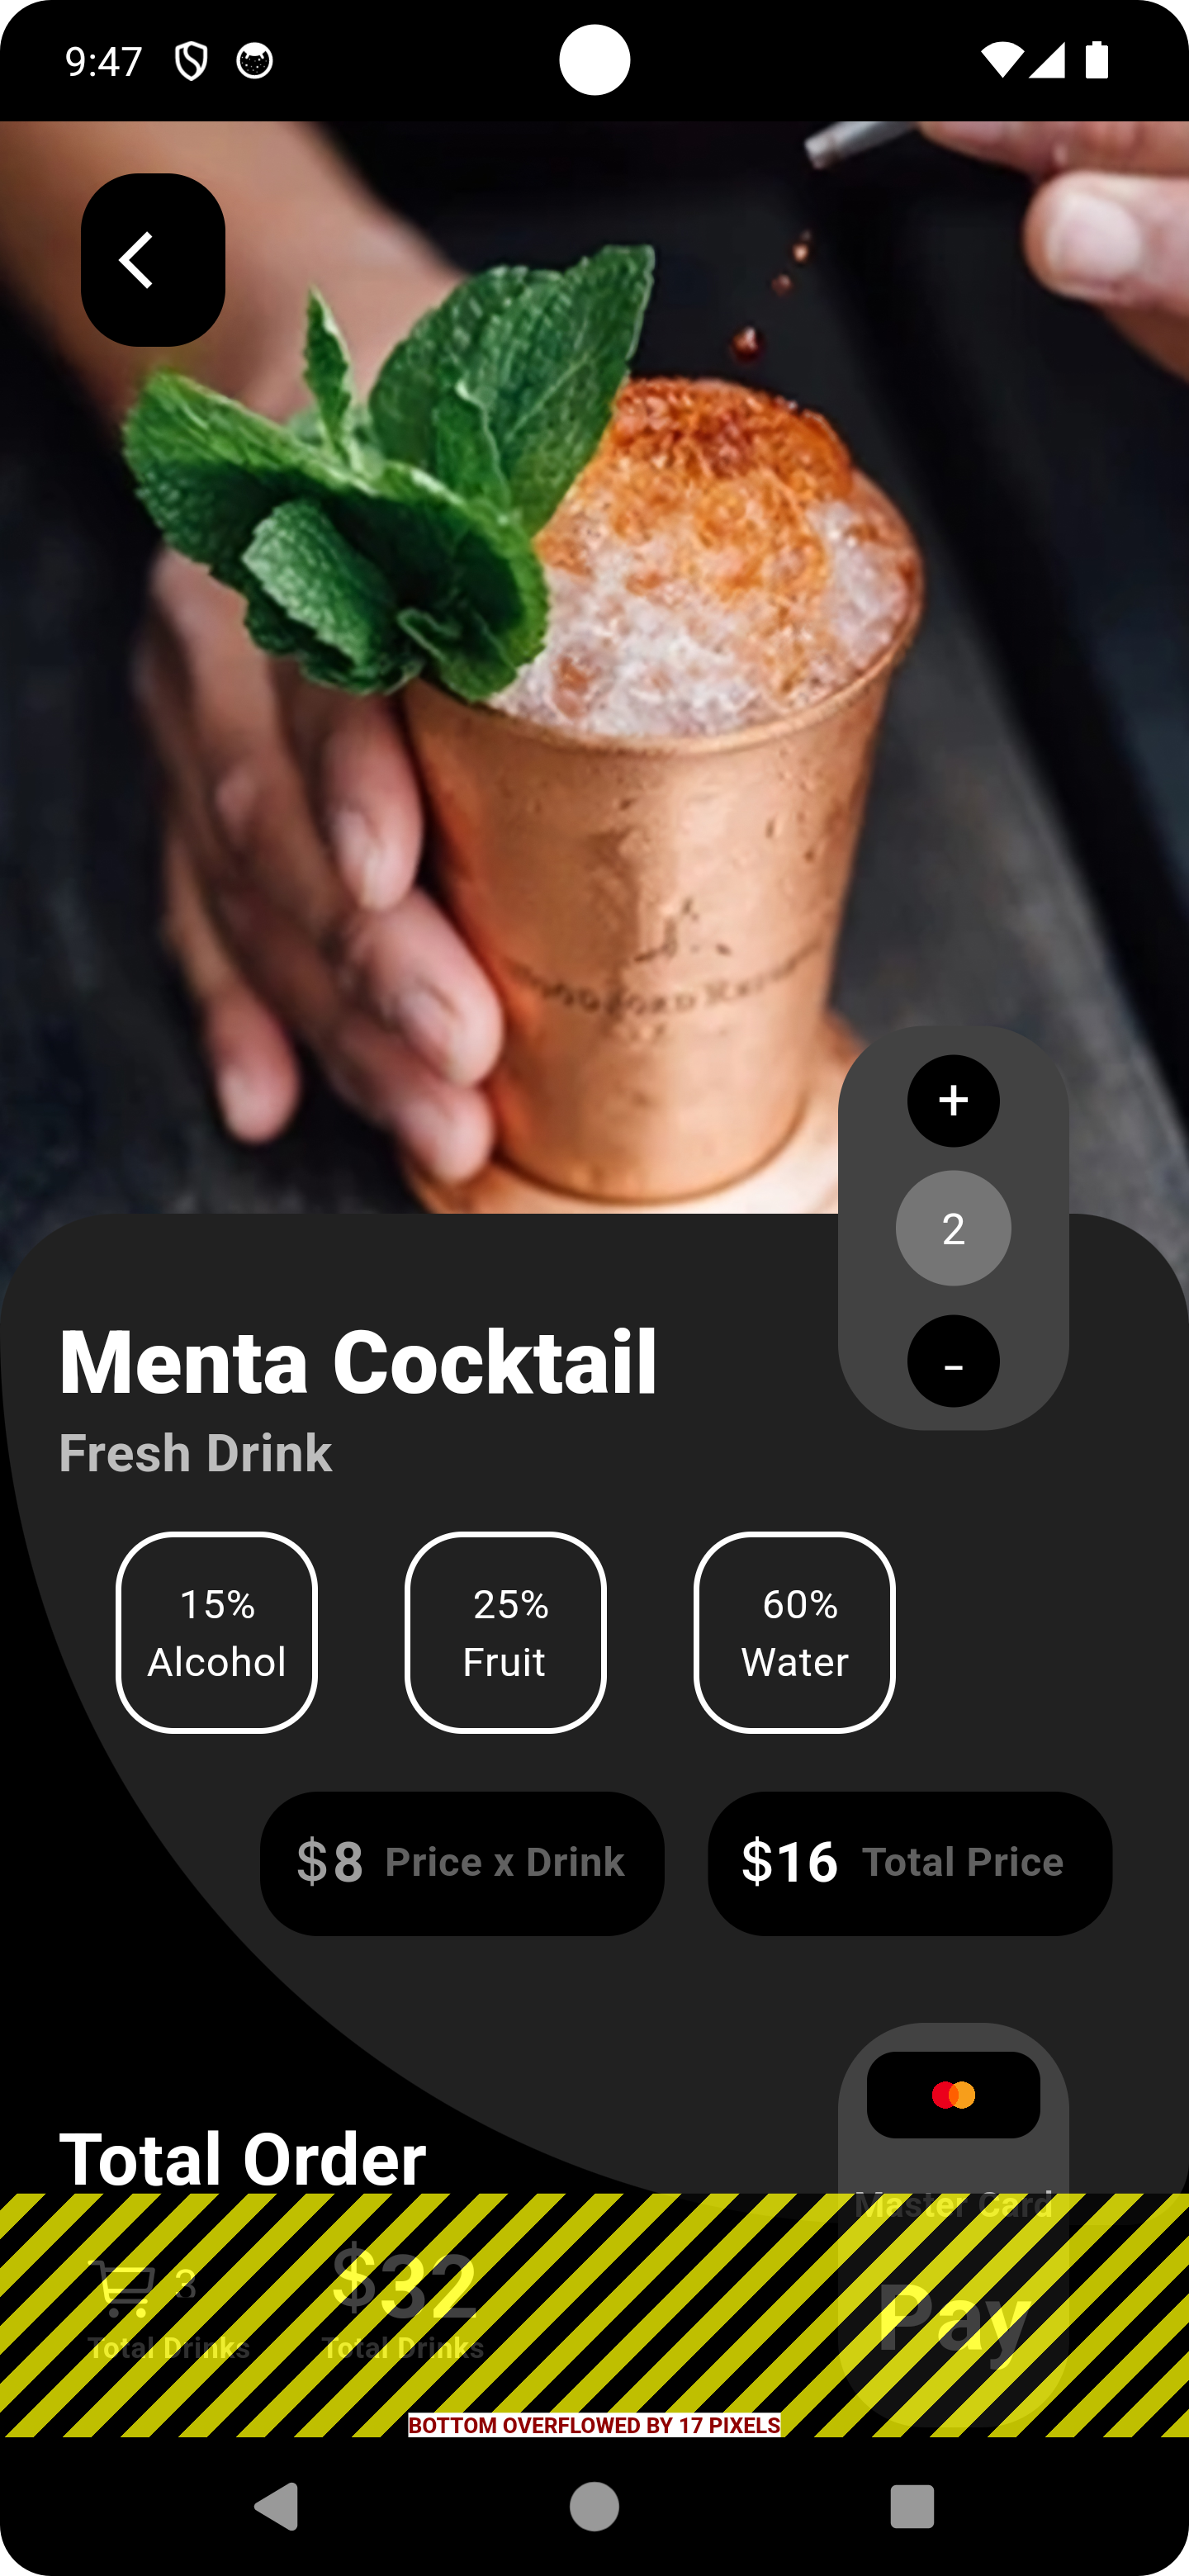 9:47
+
2
-
Menta Cocktail
Fresh Drink
15%
Alcohol
25%
Fruit
60%
Water
$8 Price x Drink
$16 Total Price
Total Order
Master Card
3
$32
Total Drinks
Total Drinks
Pay
BOTTOM OVERFLOWED BY 17 PIXELS